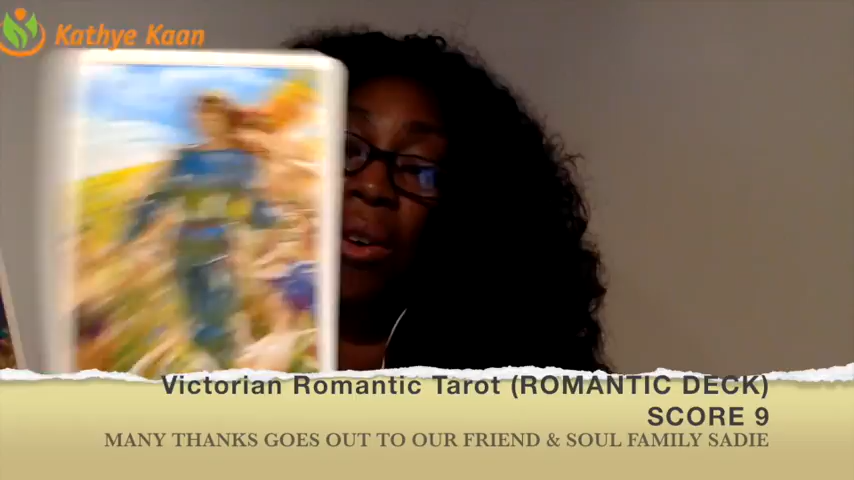 Kathye Kaan
Victorian Romantic Tarot (ROMANTIC DECK)
SCORE 9
MANY THANKS GOES OUT TO OUR FRIEND & SOUL FAMILY SADIE